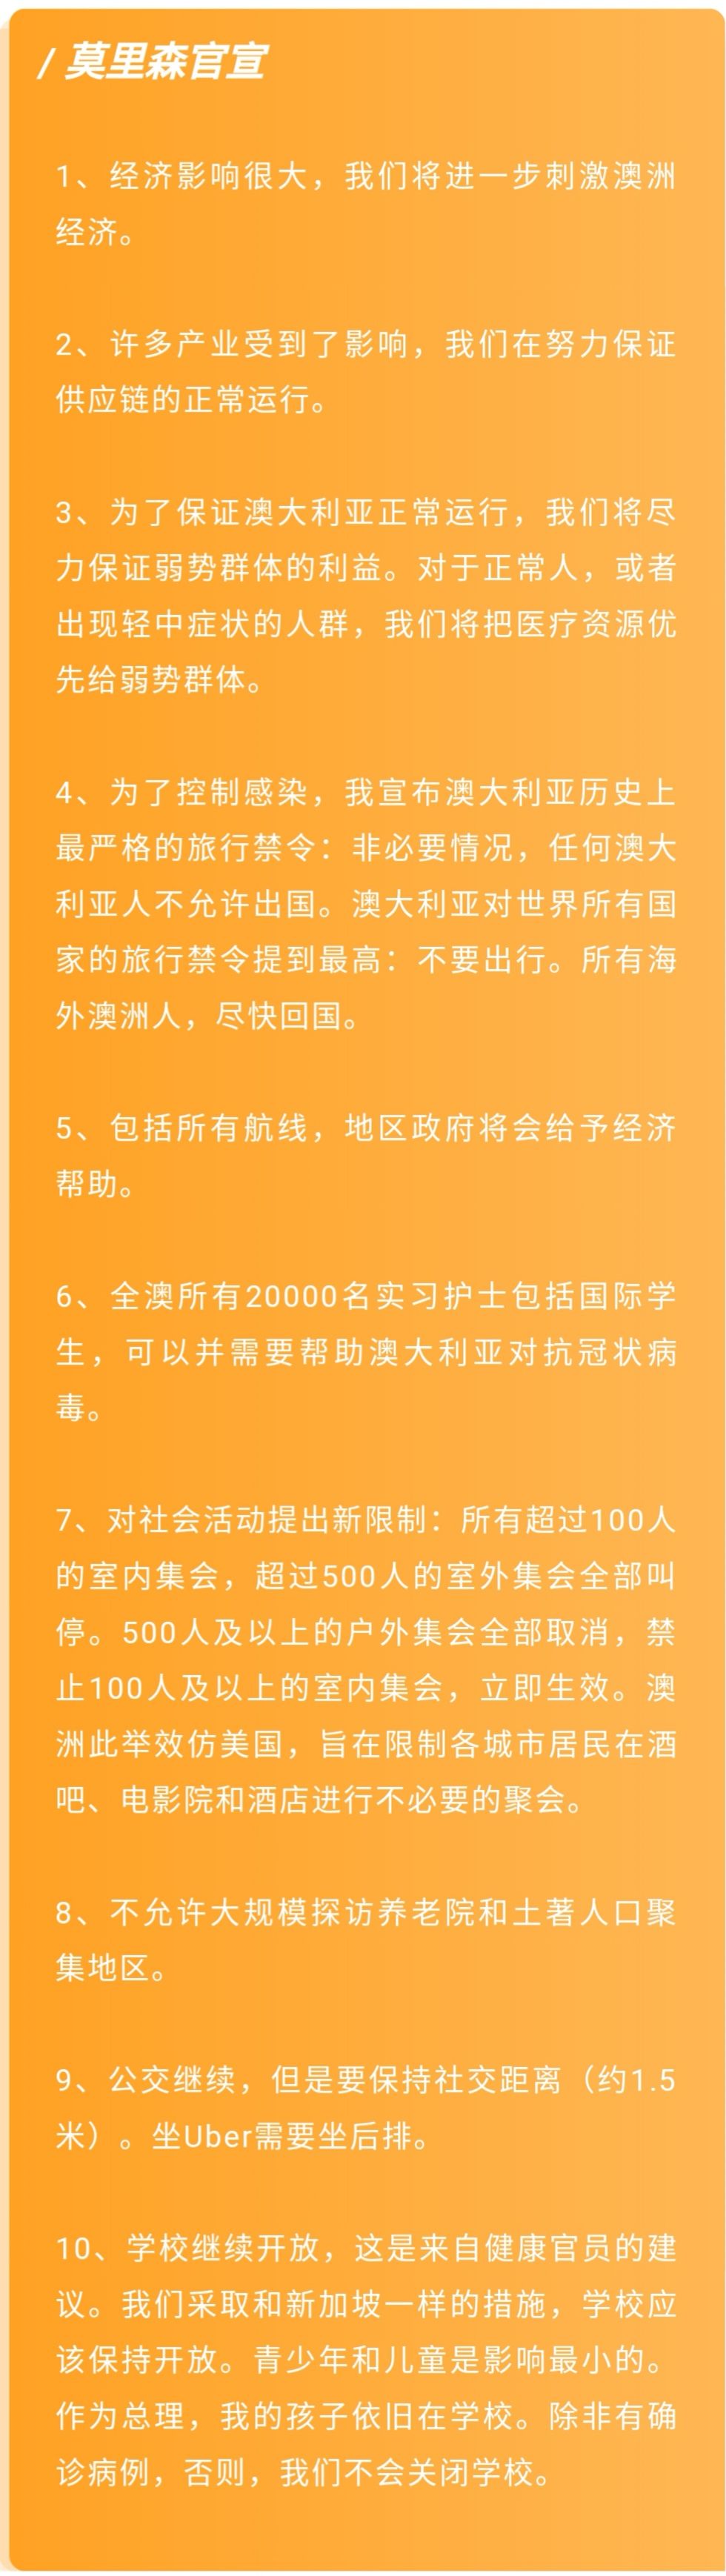 / 莫里森官宣
1、经济影响很大，我们将进一步刺激澳洲
经济。
2、许多产业受到了影响，我们在努力保证
供应链的正常运行。
3、为了保证澳大利亚正常运行，我们将尽
力保证弱势群体的利益。对于正常人，或者
出现轻中症状的人群，我们将把医疗资源优
先给弱势群体。
4、为了控制感染，我宣布澳大利亚历史上
最严格的旅行禁令：非必要情况，任何澳大
利亚人不允许出国。澳大利亚对世界所有国
家的旅行禁令提到最高：不要出行。所有海
外澳洲人，尽快回国。
5、包括所有航线，地区政府将会给予经济
帮助。
6、全澳所有20000名实习护士包括国际学
生，可以并需要帮助澳大利亚对抗冠状病
毒。
7、对社会活动提出新限制：所有超过100人
的室内集会，超过500人的室外集会全部叫
停。500人及以上的户外集会全部取消，禁
止100人及以上的室内集会，立即生效。澳
洲此举效仿美国，旨在限制各城市居民在酒
吧、电影院和酒店进行不必要的聚会。
8、不允许大规模探访养老院和土著人口聚
集地区。
9、公交继续，但是要保持社交距离（约1.5
米）。坐Uber需要坐后排。
10、学校继续开放，这是来自健康官员的建
议。我们采取和新加坡一样的措施，学校应
该保持开放。青少年和儿童是影响最小的。
作为总理，我的孩子依旧在学校。除非有确
诊病例，否则，我们不会关闭学校。